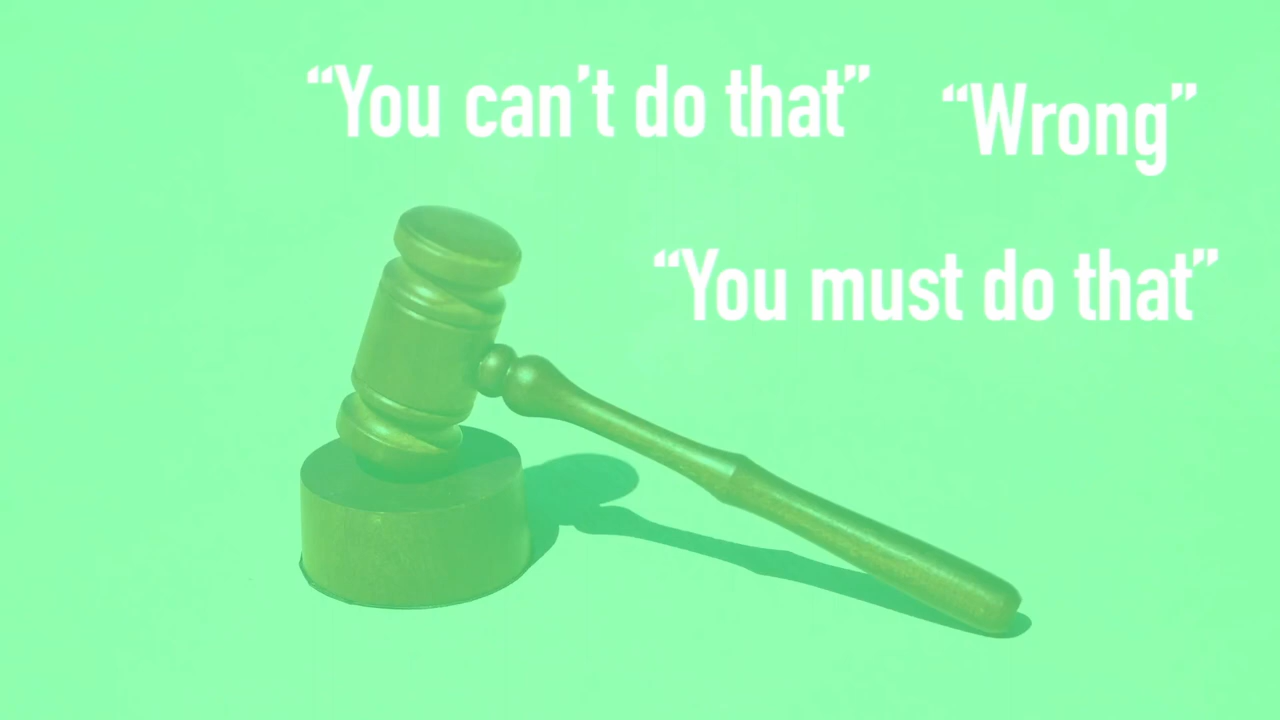 “You can’t do that”
“Wrong”
“You must do that”